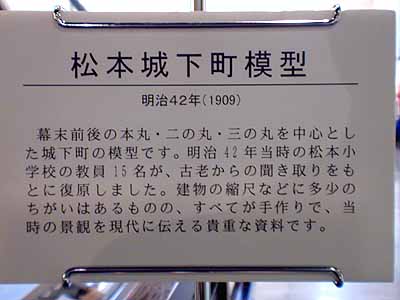 松本城下町模型
明治42年(1909)
幕末前後の本丸・二の丸・三の丸を中心とし
た城下町の模型です。明治42年当時の松本小
学校の教員15名が、古老からの聞き取りをも
とに復原しました。建物の縮尺などに多少の
ちがいはあるものの、すべてが手作りで、当
時の景観を現代に伝える貴重な資料です。